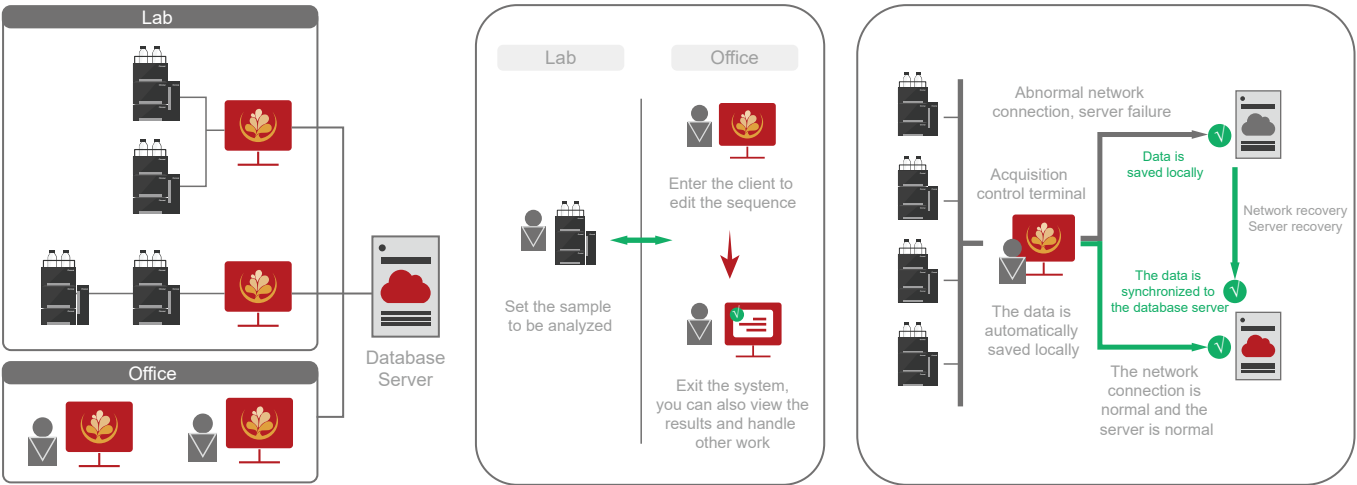 Lab
Database
Server
Office
Lab
Office
Enter the client to
edit the sequence
Set the sample
to be analyzed
√
Exit the system,
you can also view the
results and handle
other work
Abnormal network
connection, server failure
√
Data is
saved locally
Acquisition
control terminal
Network recovery
Server recovery
The data is
synchronized to
the database server
√
The data is
automatically
saved locally
√
The network
connection is
normal and the
server is normal